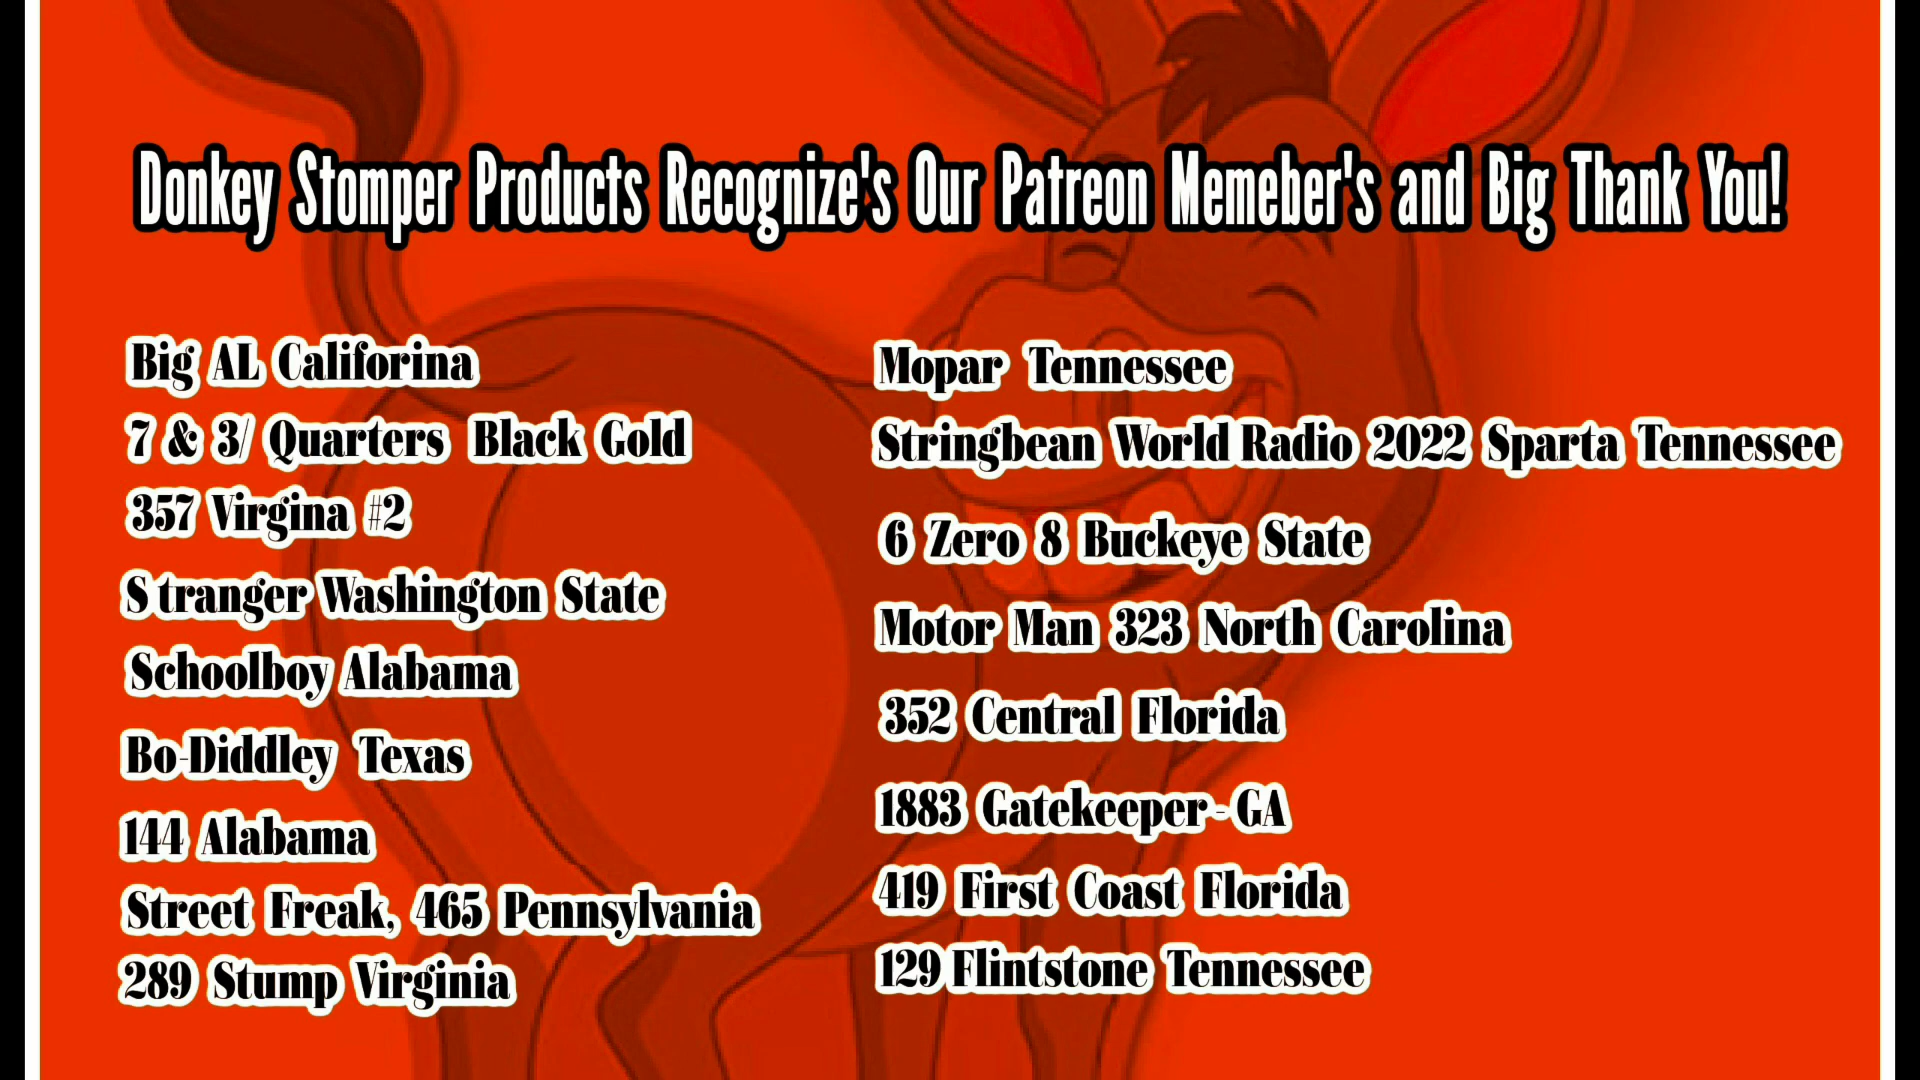 Donkey Stomper Products Recognize's Our Patreon Memeber's and Big Thank You!
Big AL Califorina
7 & 3/ Quarters Black Gold
357 Virgina #2
S tranger Washington State
Schoolboy Alabama
Bo-Diddley Texas
144 Alabama
Street Freak, 465 Pennsylvania
289 Stump Virginia
Mopar Tennessee
Stringbean World Radio 2022 Sparta Tennessee
6 Zero 8 Buckeye State
Motor Man 323 North Carolina
352 Central Florida
1883 Gatekeeper - GA
419 First Coast Florida
129 Flintstone Tennessee